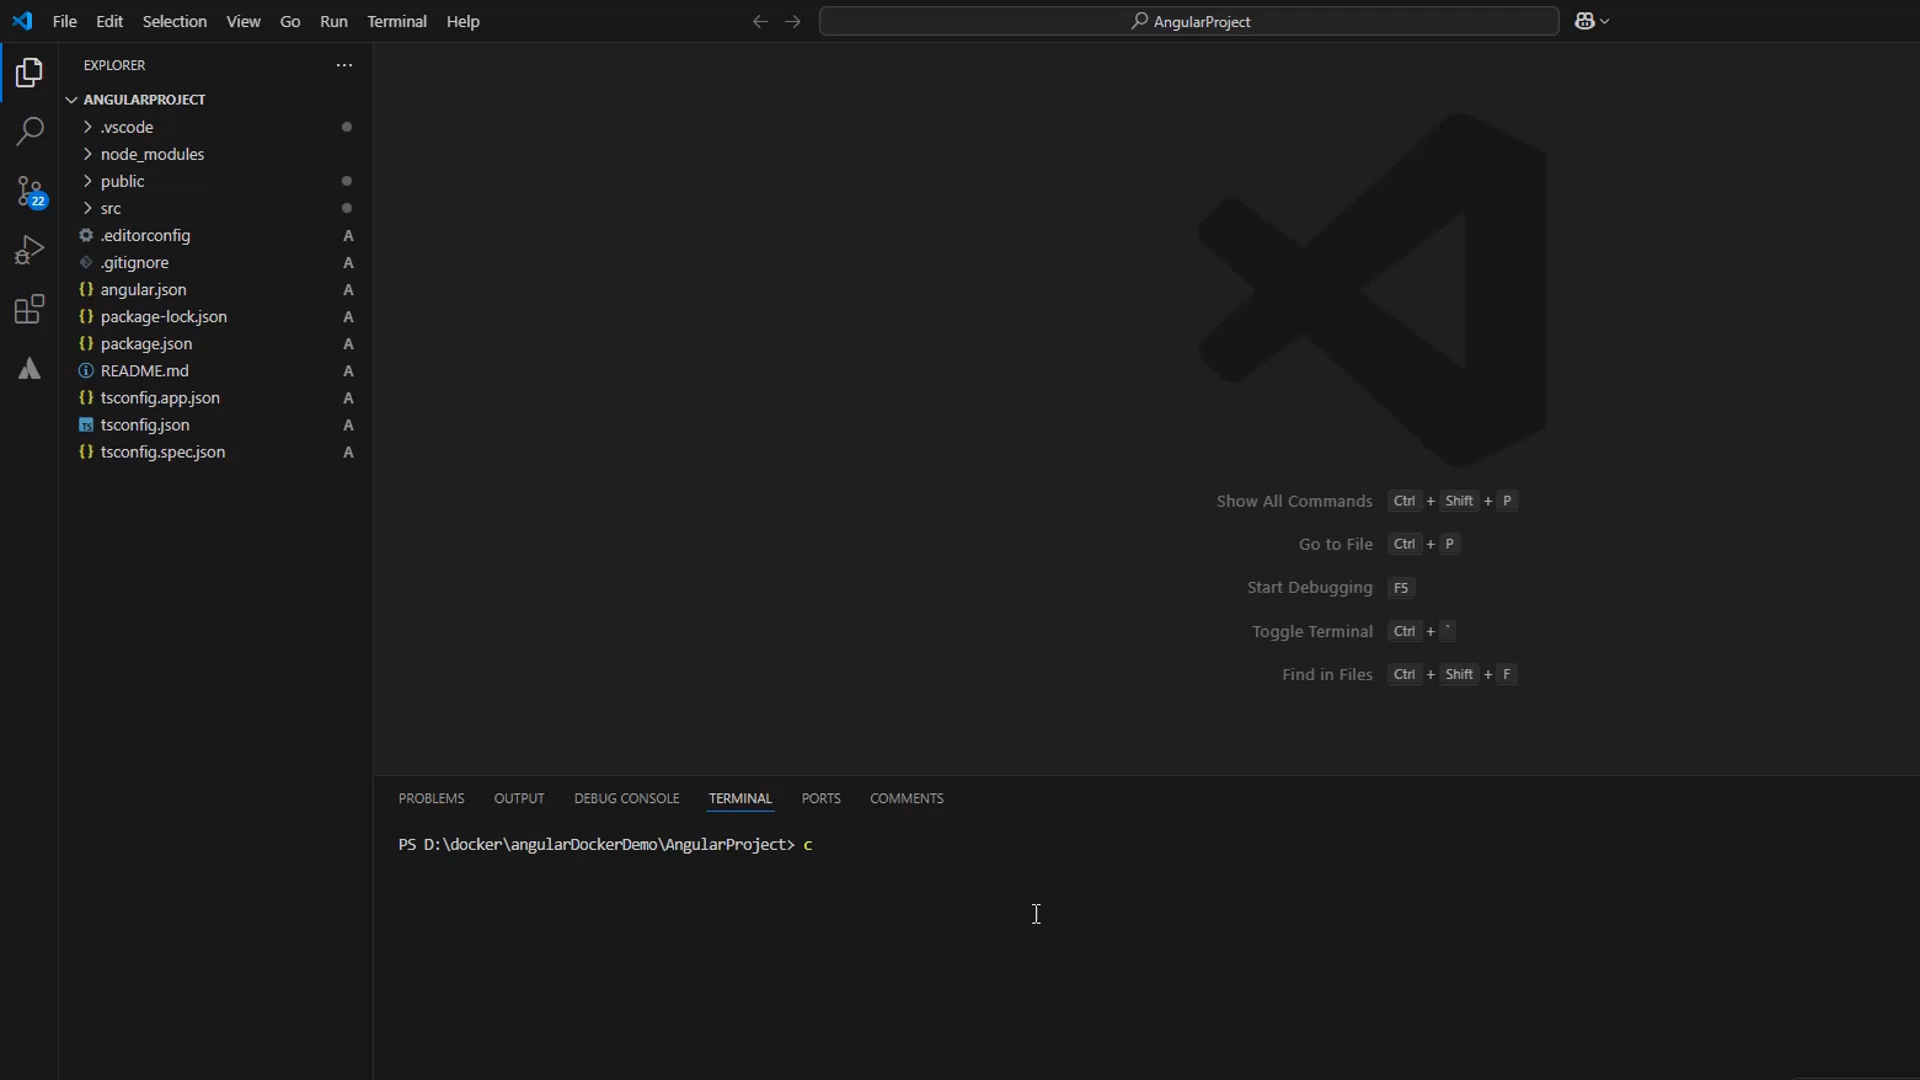 File Edit Selection View Go Run Terminal Help
AngularProject
EXPLORER
ANGULARPROJECT
.vscode
node_modules
public
src
.editorconfig A
.gitignore A
angular.json A
package-lock.json A
package.json A
README.md A
tsconfig.app.json A
tsconfig.json A
tsconfig.spec.json A
22
TS
Show All Commands Ctrl + Shift + P
Go to File Ctrl + P
Start Debugging F5
Toggle Terminal Ctrl + `
Find in Files Ctrl + Shift + F
PROBLEMS OUTPUT DEBUG CONSOLE TERMINAL PORTS COMMENTS
PS D:\docker\angularDockerDemo\AngularProject> c